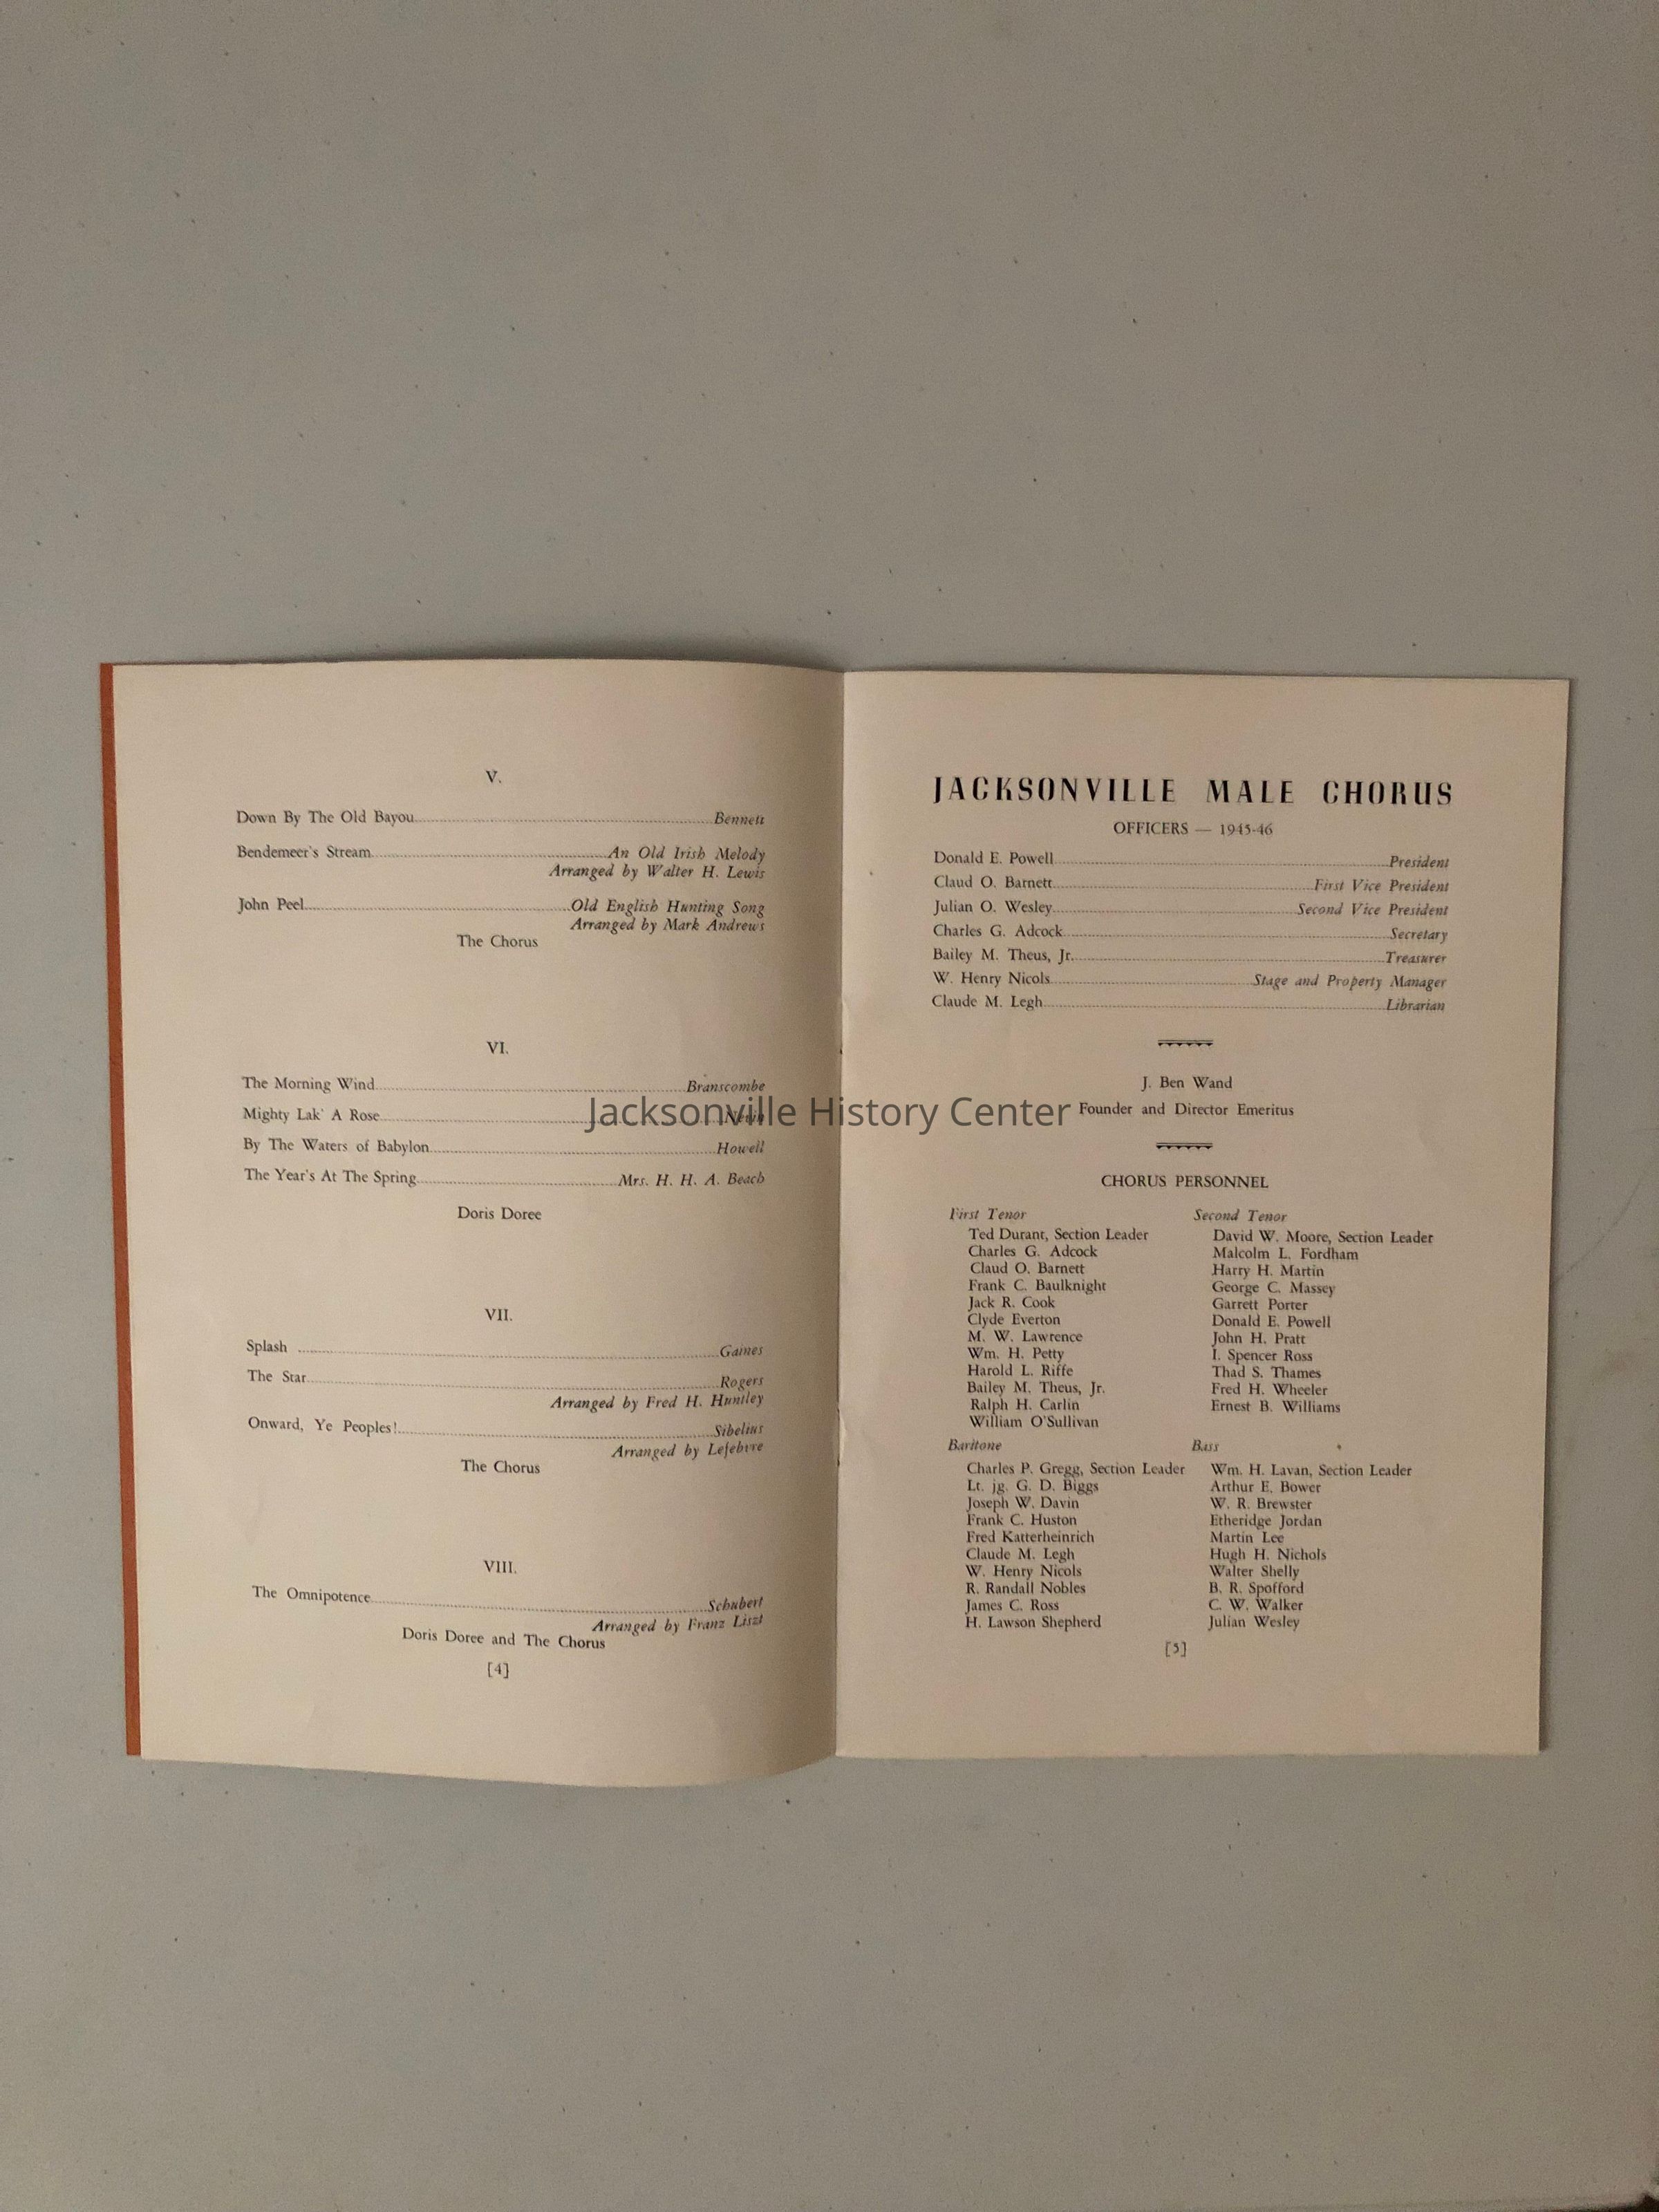 V.
Down By The Old Bayou Bennett
Bendemeer's Stream An Old Irish Melody
Arranged by Walter H. Lewis
John Peel Old English Hunting Song
Arranged by Mark Andrews
The Chorus
VI.
The Morning Wind Branscombe
Mighty Lak' A Rose Nevin
By The Waters of Babylon Howell
The Year's At The Spring Mrs. H. H. A. Beach
Doris Doree
VII.
Splash Gaines
The Star Rogers
Arranged by Fred H. Huntley
Onward, Ye Peoples! Sibelius
Arranged by Lefebvre
The Chorus
VIII.
The Omnipotence Schubert
Arranged by Franz Liszt
Doris Doree and The Chorus
[4]
JACKSONVILLE MALE CHORUS
OFFICERS — 1945-46
Donald E. Powell President
Claud O. Barnett First Vice President
Julian O. Wesley Second Vice President
Charles G. Adcock Secretary
Bailey M. Theus, Jr. Treasurer
W. Henry Nicols Stage and Property Manager
Claude M. Legh Librarian
J. Ben Wand
Founder and Director Emeritus
CHORUS PERSONNEL
First Tenor
Ted Durant, Section Leader
Charles G. Adcock
Claud O. Barnett
Frank C. Baulknight
Jack R. Cook
Clyde Everton
M. W. Lawrence
Wm. H. Petty
Harold L. Riffe
Bailey M. Theus, Jr.
Ralph H. Carlin
William O'Sullivan
Second Tenor
David W. Moore, Section Leader
Malcolm L. Fordham
Harry H. Martin
George C. Massey
Garrett Porter
Donald E. Powell
John H. Pratt
I. Spencer Ross
Thad S. Thames
Fred H. Wheeler
Ernest B. Williams
Baritone
Charles P. Gregg, Section Leader
Lt. jg. G. D. Biggs
Joseph W. Davin
Frank C. Huston
Fred Katterheinrich
Claude M. Legh
W. Henry Nicols
R. Randall Nobles
James C. Ross
H. Lawson Shepherd
Bass
Wm. H. Lavan, Section Leader
Arthur E. Bower
W. R. Brewster
Etheridge Jordan
Martin Lee
Hugh H. Nichols
Walter Shelly
B. R. Spofford
C. W. Walker
Julian Wesley
[5]
Jacksonville History Center